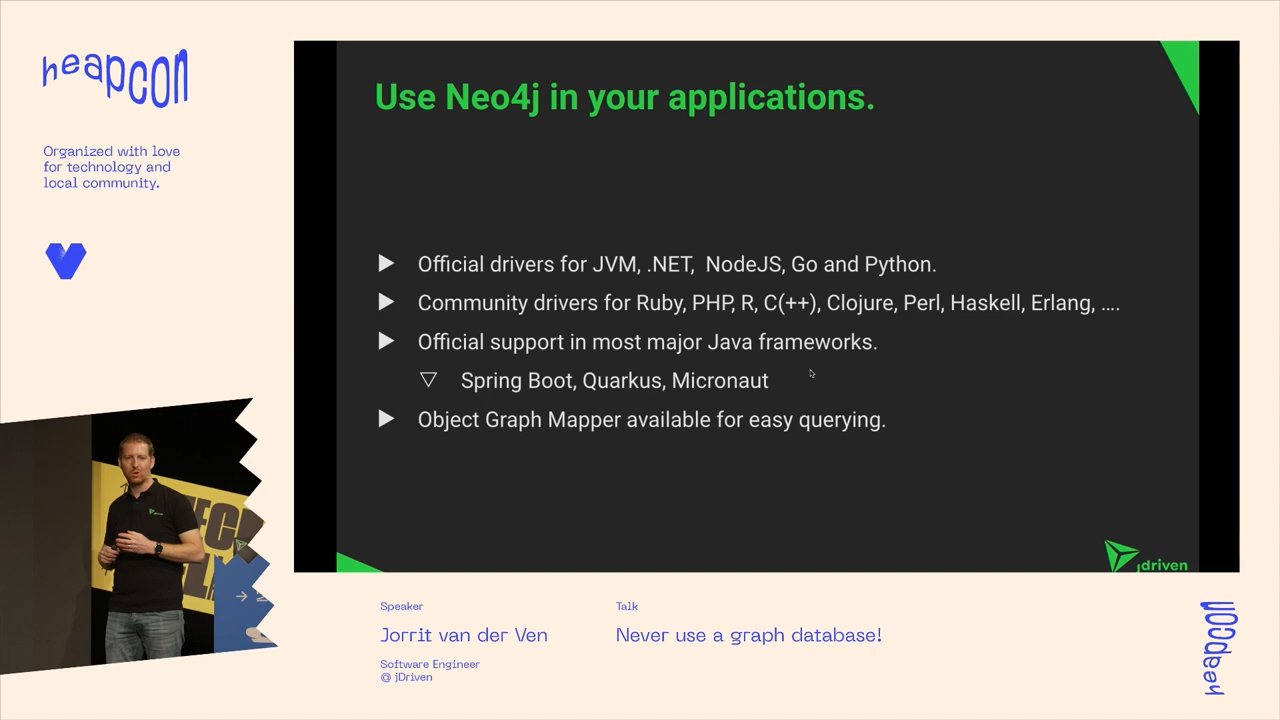 heapcon
Organized with love
for technology and
local community.
Use Neo4j in your applications.
Official drivers for JVM, .NET, NodeJS, Go and Python.
Community drivers for Ruby, PHP, R, C(++), Clojure, Perl, Haskell, Erlang, ....
Official support in most major Java frameworks.
Spring Boot, Quarkus, Micronaut
Object Graph Mapper available for easy querying.
jdriven
Speaker
Jorrit van der Ven
Software Engineer
@ jDriven
Talk
Never use a graph database!
heapcon